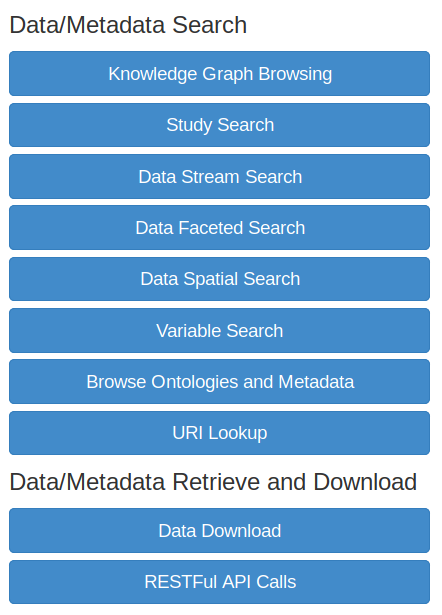 Data/Metadata Search
Knowledge Graph Browsing
Study Search
Data Stream Search
Data Faceted Search
Data Spatial Search
Variable Search
Browse Ontologies and Metadata
URI Lookup
Data/Metadata Retrieve and Download
Data Download
RESTFul API Calls